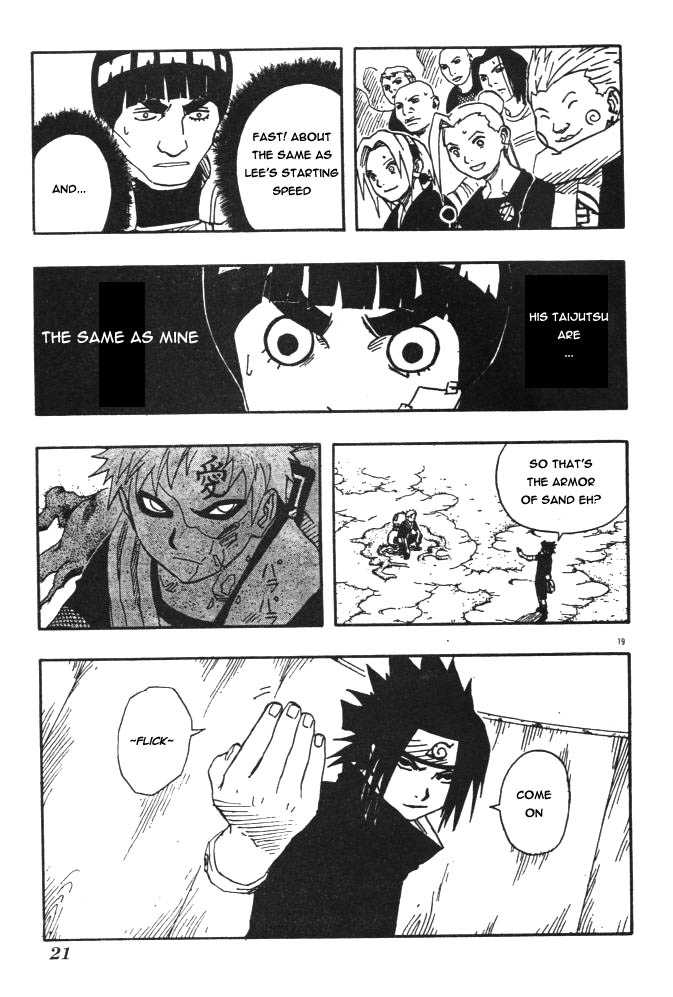 FAST! ABOUT
THE SAME AS
LEE'S STARTING
SPEED
AND...
HIS TAIJUTSU
ARE
...
THE SAME AS MINE
SO THAT'S
THE ARMOR
OF SAND EH?
愛
19
COME
ON
~FLICK~
21